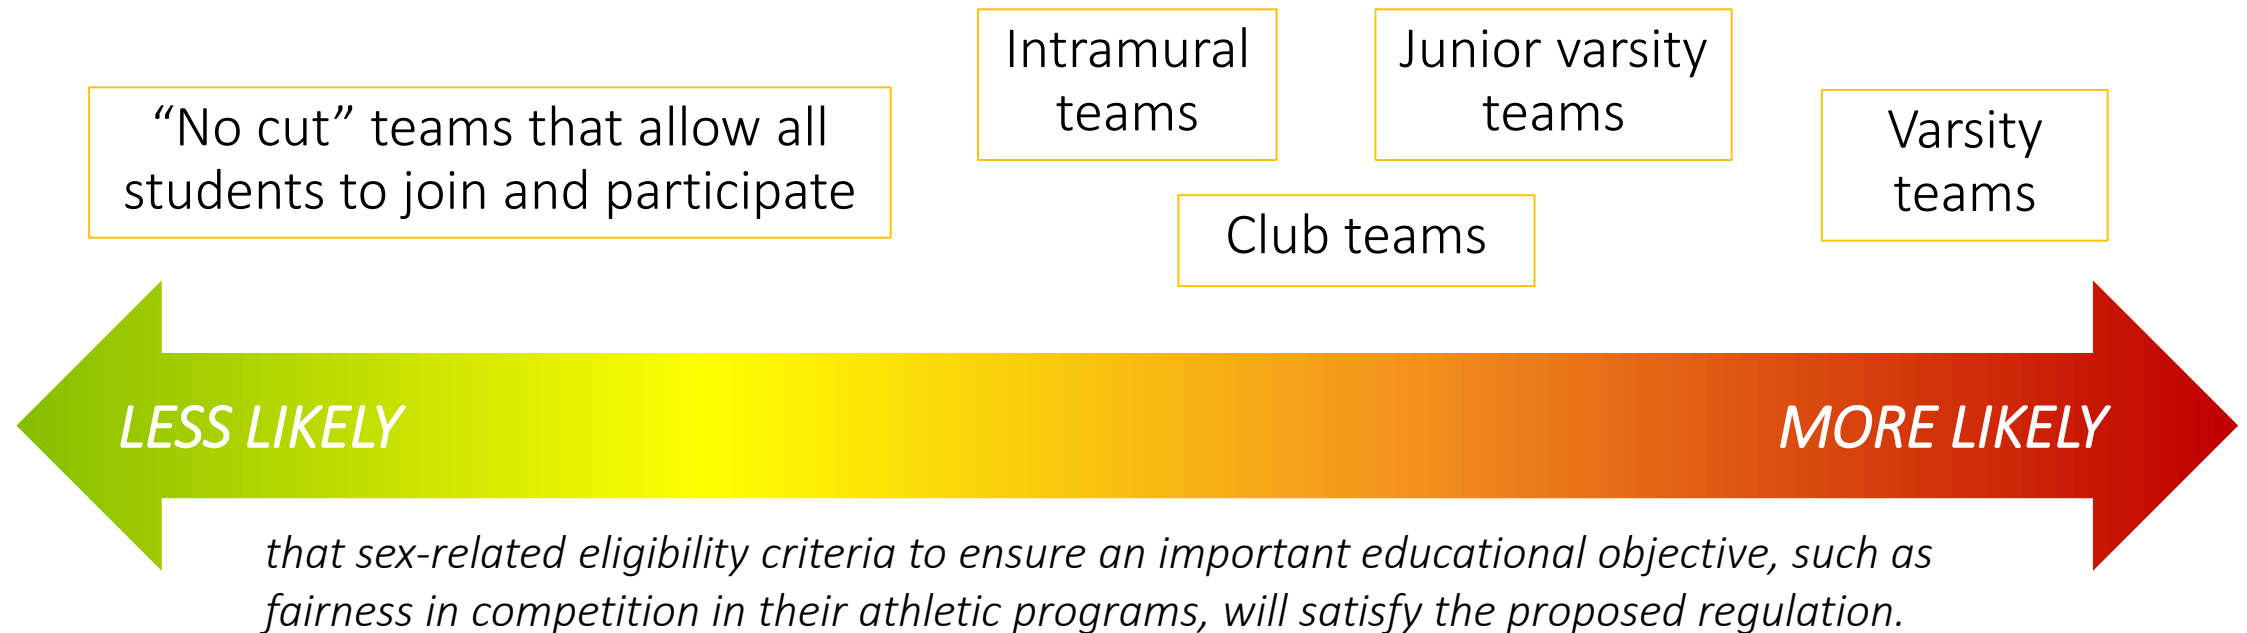 “No cut” teams that allow all
students to join and participate
Intramural
teams
Club teams
Junior varsity
teams
Varsity
teams
LESS LIKELY
MORE LIKELY
that sex-related eligibility criteria to ensure an important educational objective, such as
fairness in competition in their athletic programs, will satisfy the proposed regulation.